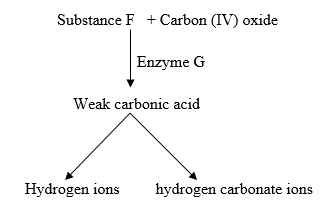 Substance F + Carbon (IV) oxide
Enzyme G
Weak carbonic acid
Hydrogen ions hydrogen carbonate ions